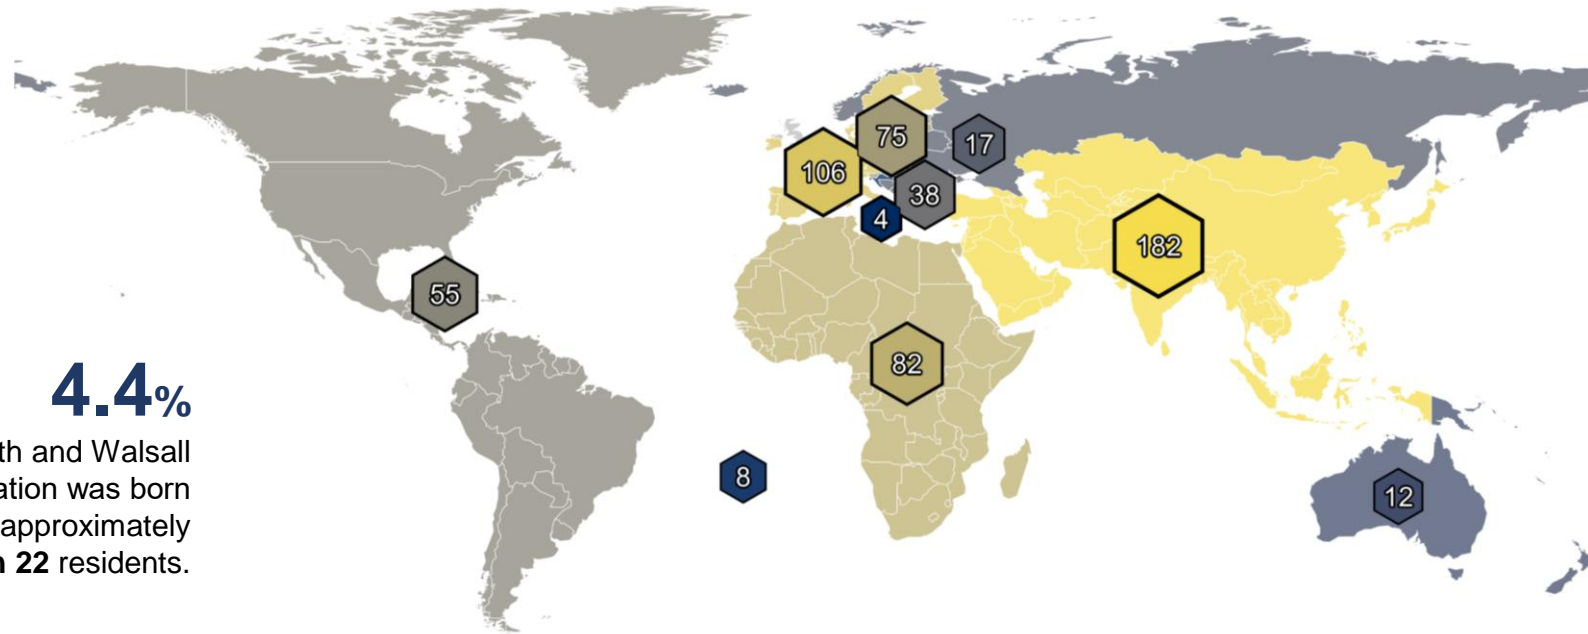 75
17
106
38
4
182
55
82
4.4%
th and Walsall
ation was born
approximately
22 residents.
8
12